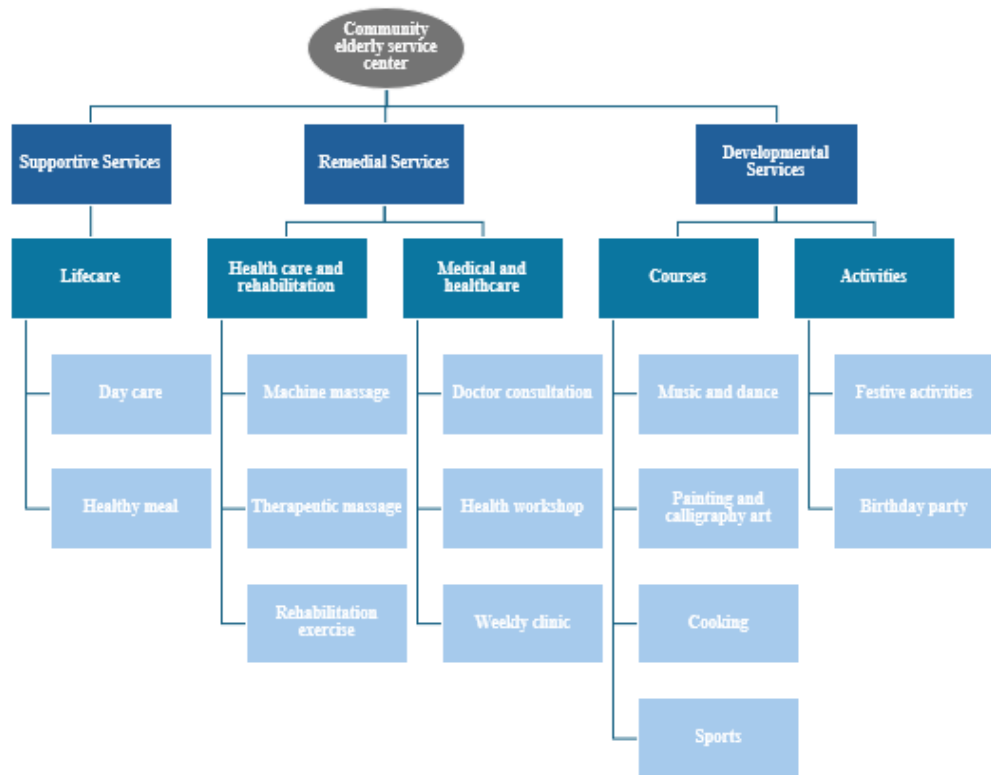 Community
elderly service
center
Supportive Services
Remedial Services
Developmental
Services
Lifecare
Health care and
rehabilitation
Medical and
healthcare
Courses
Activities
Day care
Machine massage
Doctor consultation
Music and dance
Festive activities
Healthy meal
Therapeutic massage
Health workshop
Painting and
calligraphy art
Birthday party
Rehabilitation
exercise
Weekly clinic
Cooking
Sports